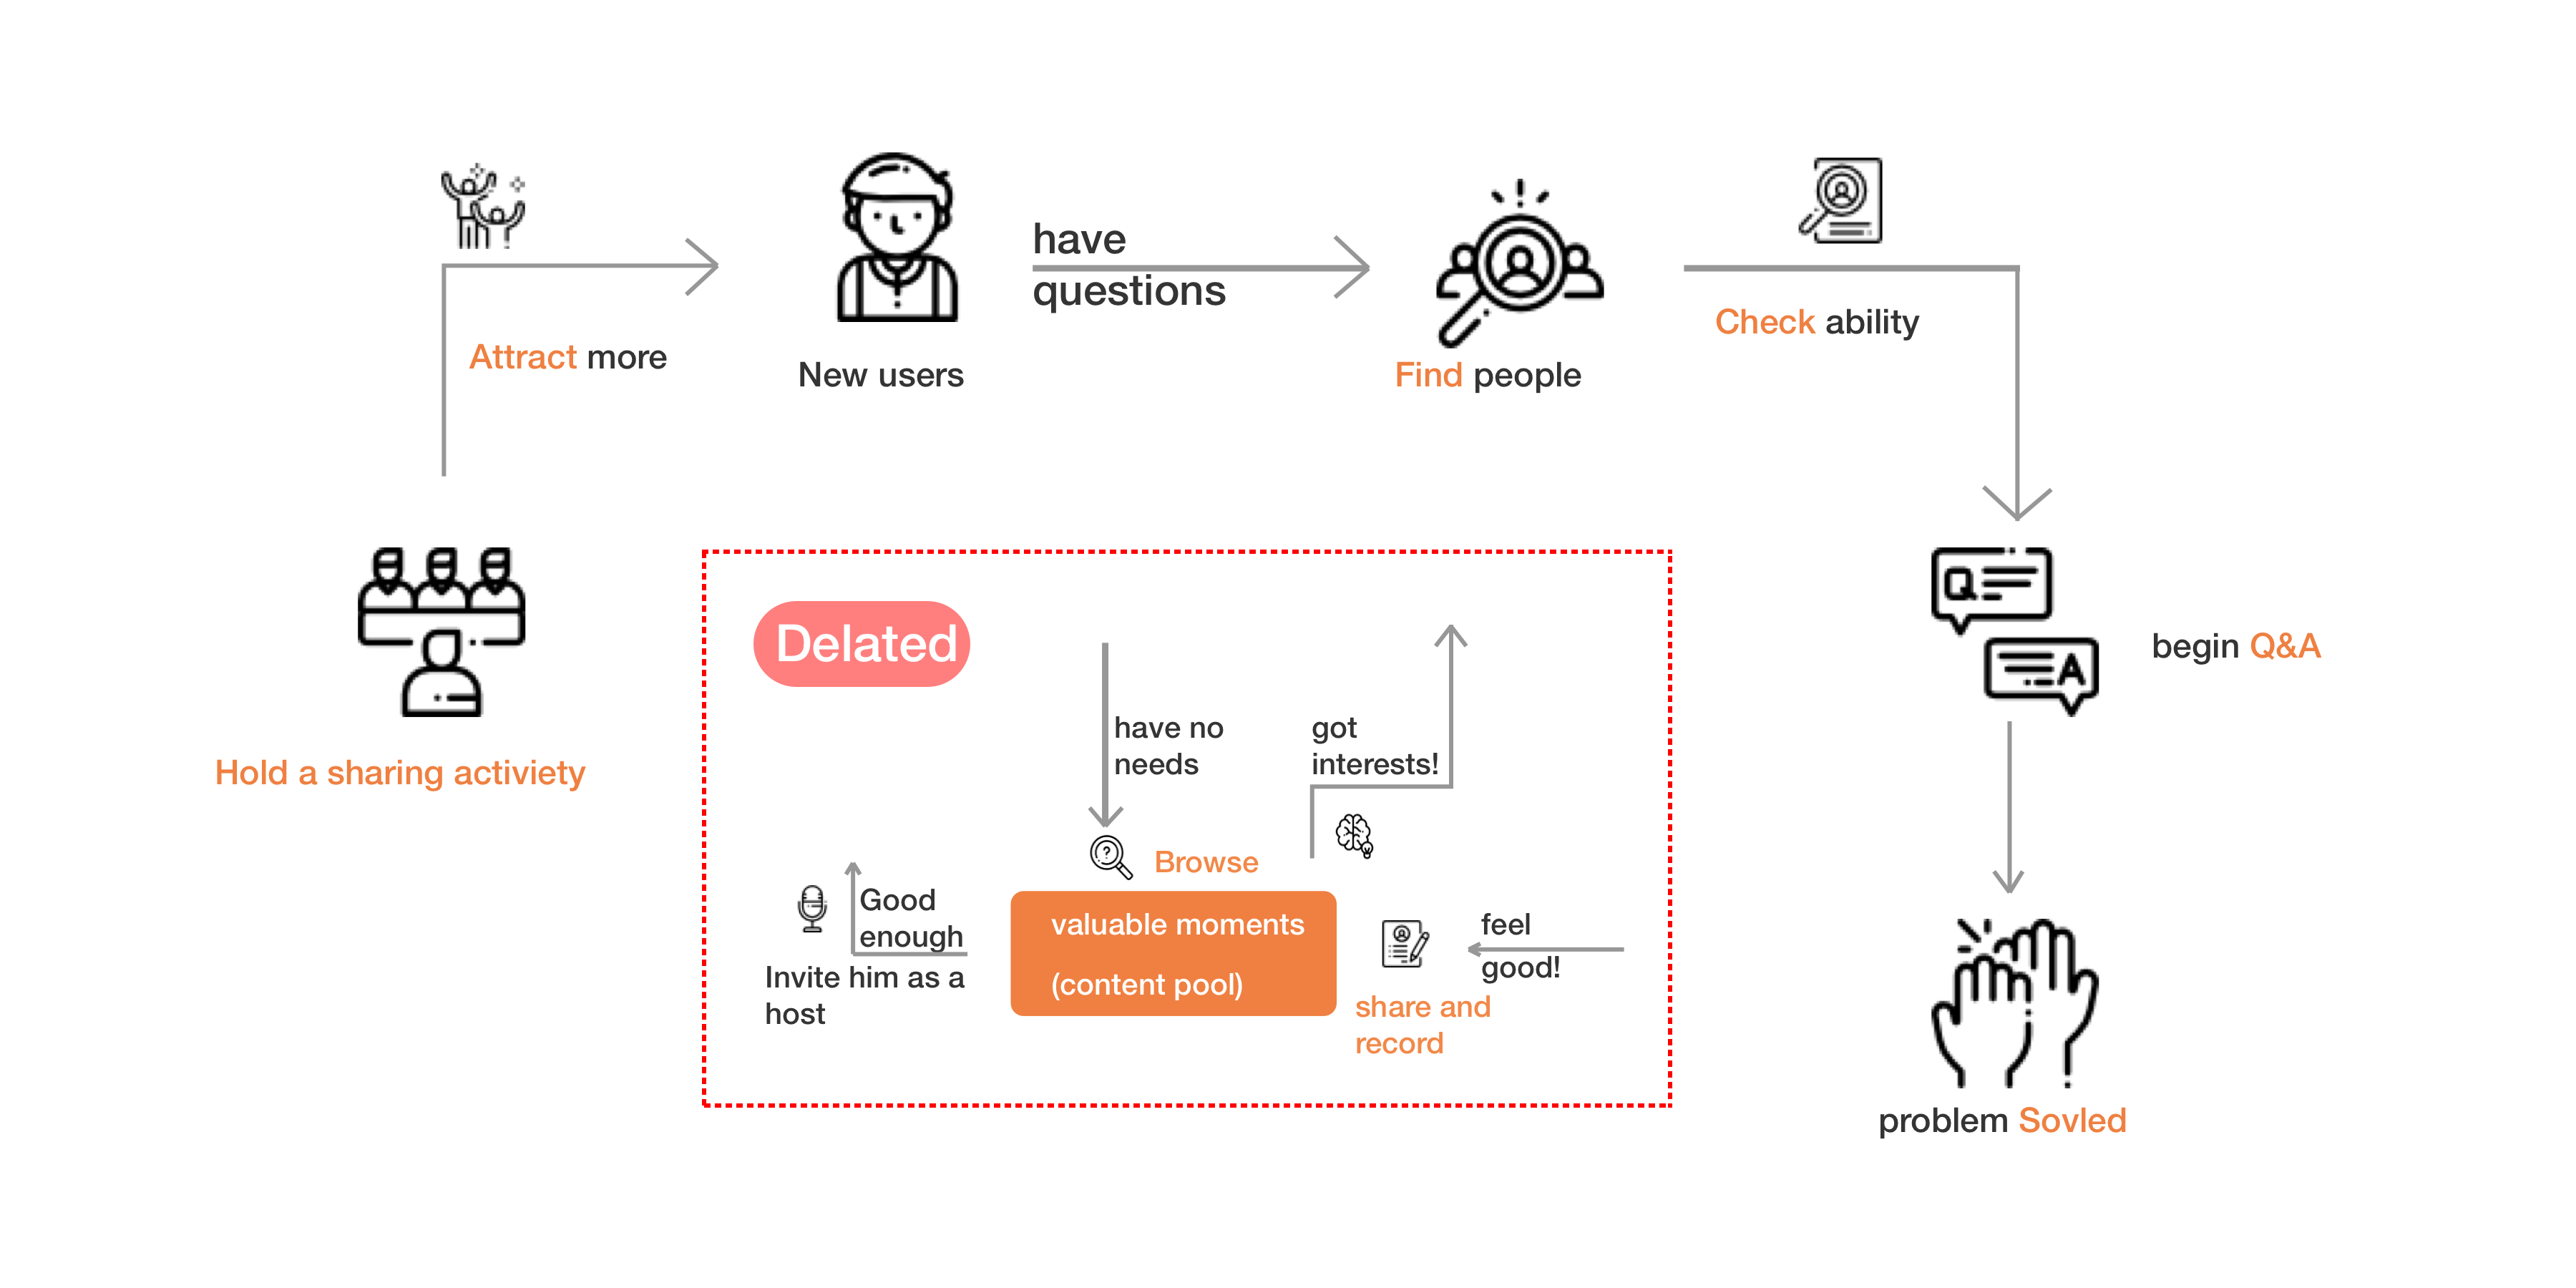 have
questions
Attract more
New users
Find people
Check ability
Hold a sharing activiety
Delated
have no
needs
got
interests!
begin Q&A
Browse
Good
enough
Invite him as a
host
valuable moments
(content pool)
feel
good!
share and
record
problem Sovled
Q
A
?